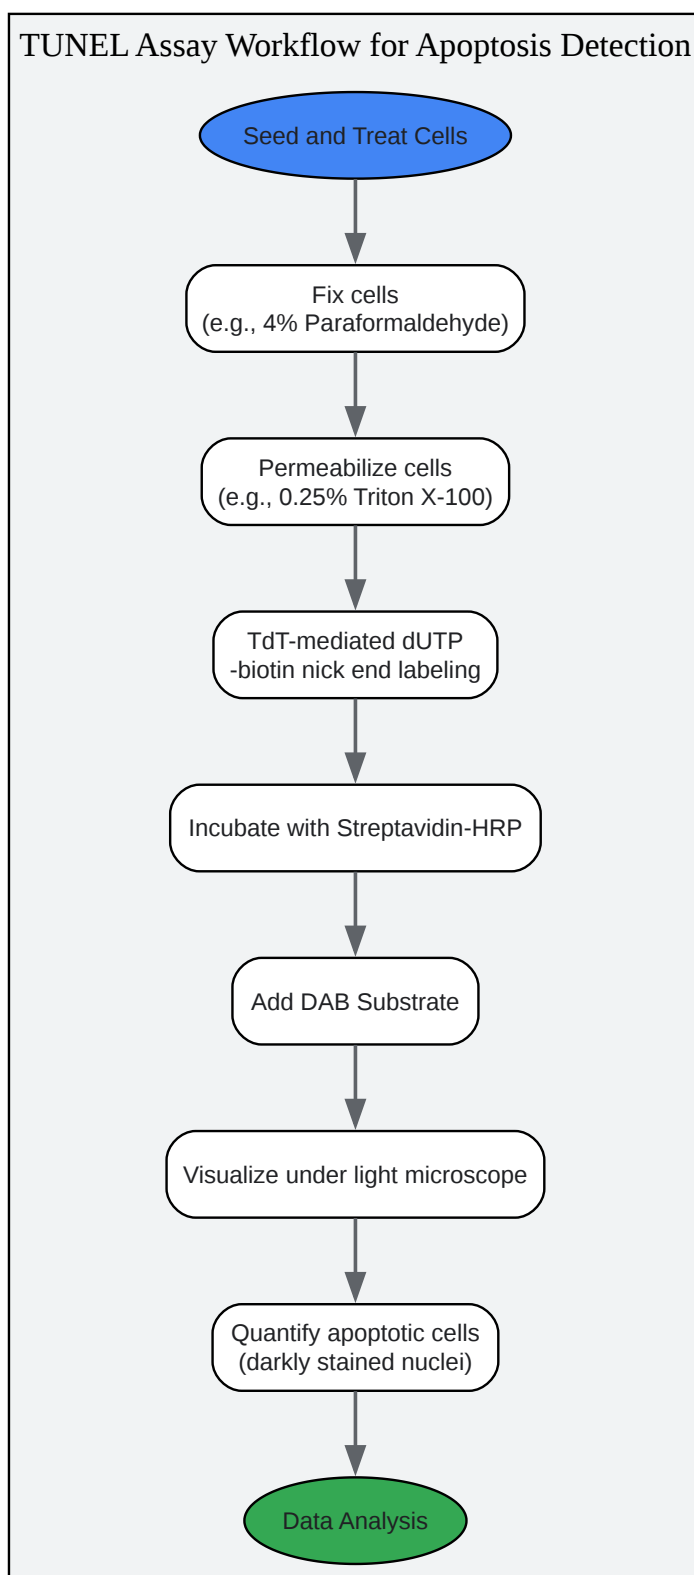 TUNEL Assay Workflow for Apoptosis Detection
Seed and Treat Cells
Fix cells
(e.g., 4% Paraformaldehyde)
Permeabilize cells
(e.g., 0.25% Triton X-100)
TdT-mediated dUTP
-biotin nick end labeling
Incubate with Streptavidin-HRP
Add DAB Substrate
Visualize under light microscope
Quantify apoptotic cells
(darkly stained nuclei)
Data Analysis